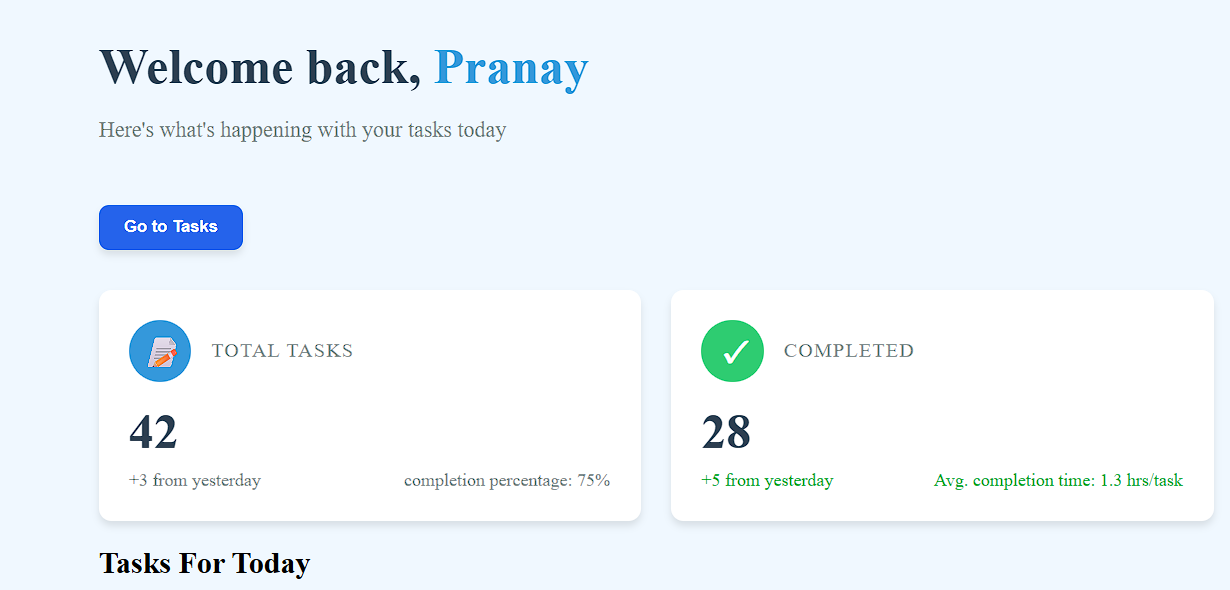 Welcome back, Pranay
Here's what's happening with your tasks today
Go to Tasks
TOTAL TASKS
42
+3 from yesterday
completion percentage: 75%
COMPLETED
28
+5 from yesterday
Avg. completion time: 1.3 hrs/task
Tasks For Today